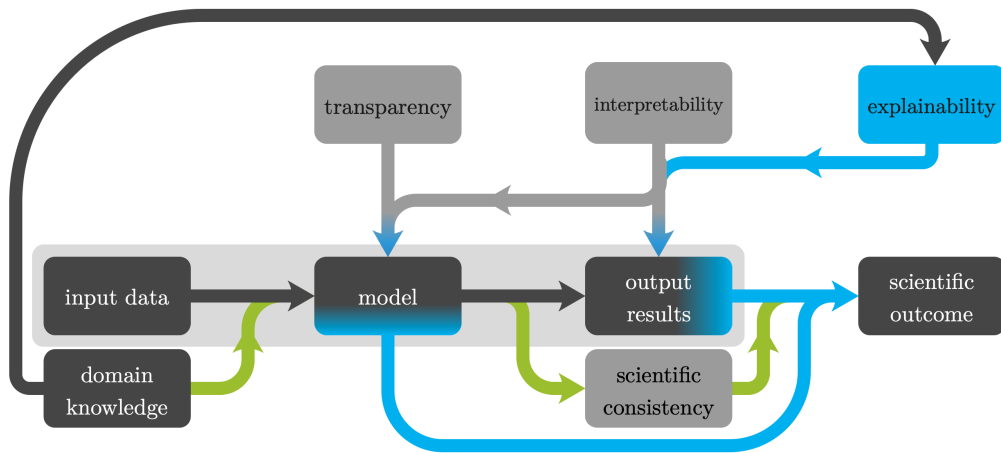 transparency
interpretability
explainability
input data
model
output
results
scientific
outcome
domain
knowledge
scientific
consistency